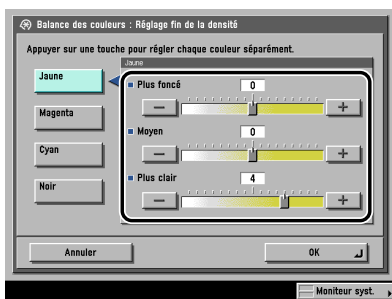 Balance des couleurs : Réglage fin de la densité
Appuyer sur une touche pour régler chaque couleur séparément.
Jaune
Jaune
Plus foncé
0
Magenta
Moyen
0
Cyan
Plus clair
4
Noir
Annuler
OK
Moniteur syst.